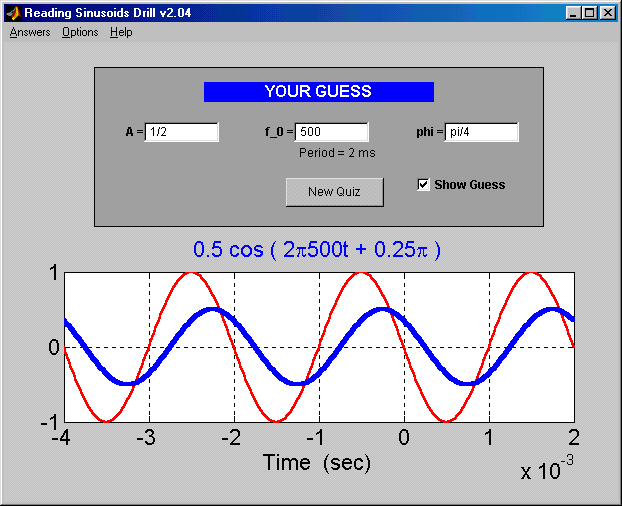 Reading Sinusoids Drill v2.04
Answers Options Help
YOUR GUESS
A = 1/2 f_0 = 500 phi = pi/4
Period = 2 ms
New Quiz Show Guess
0.5 cos ( 2π500t + 0.25π )
1
0
-1
-4 -3 -2 -1 0 1 2
Time (sec)
x 10^-3